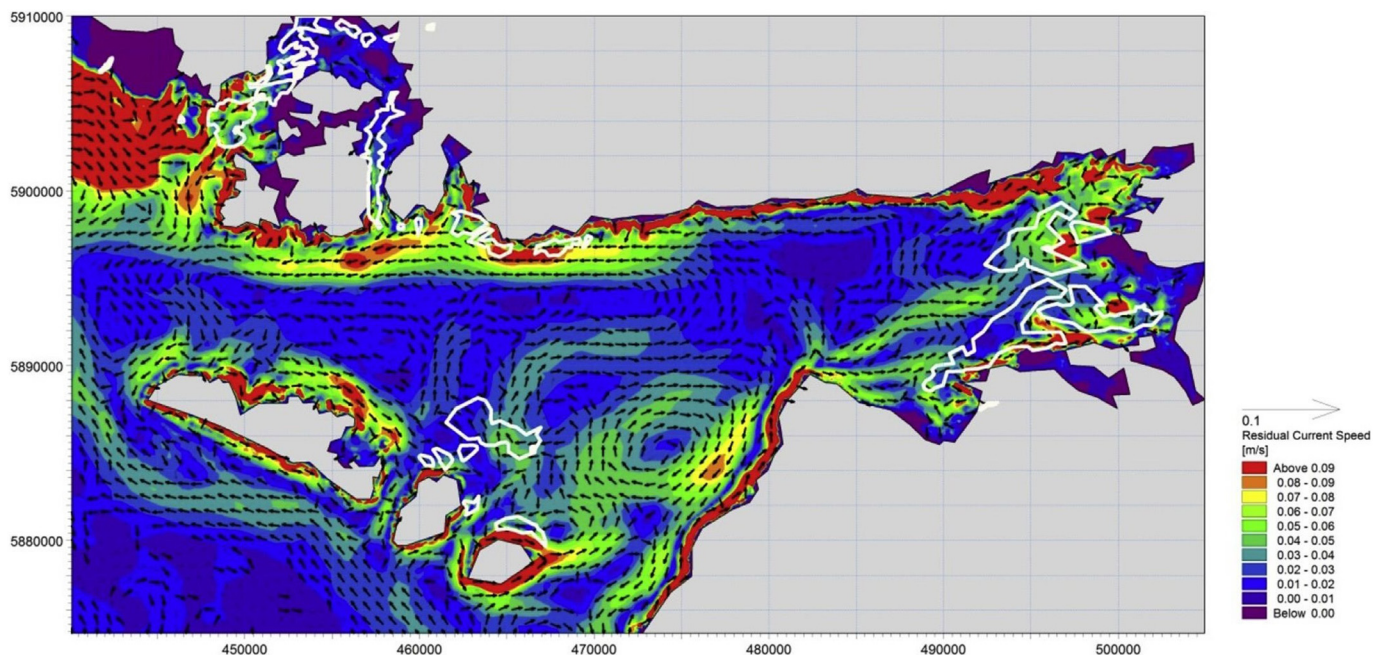 5910000
5900000
5890000
5880000
450000 460000 470000 480000 490000 500000
0.1
Residual Current Speed
[m/s]
Above 0.09
0.08 - 0.09
0.07 - 0.08
0.06 - 0.07
0.05 - 0.06
0.04 - 0.05
0.03 - 0.04
0.02 - 0.03
0.01 - 0.02
0.00 - 0.01
Below 0.00